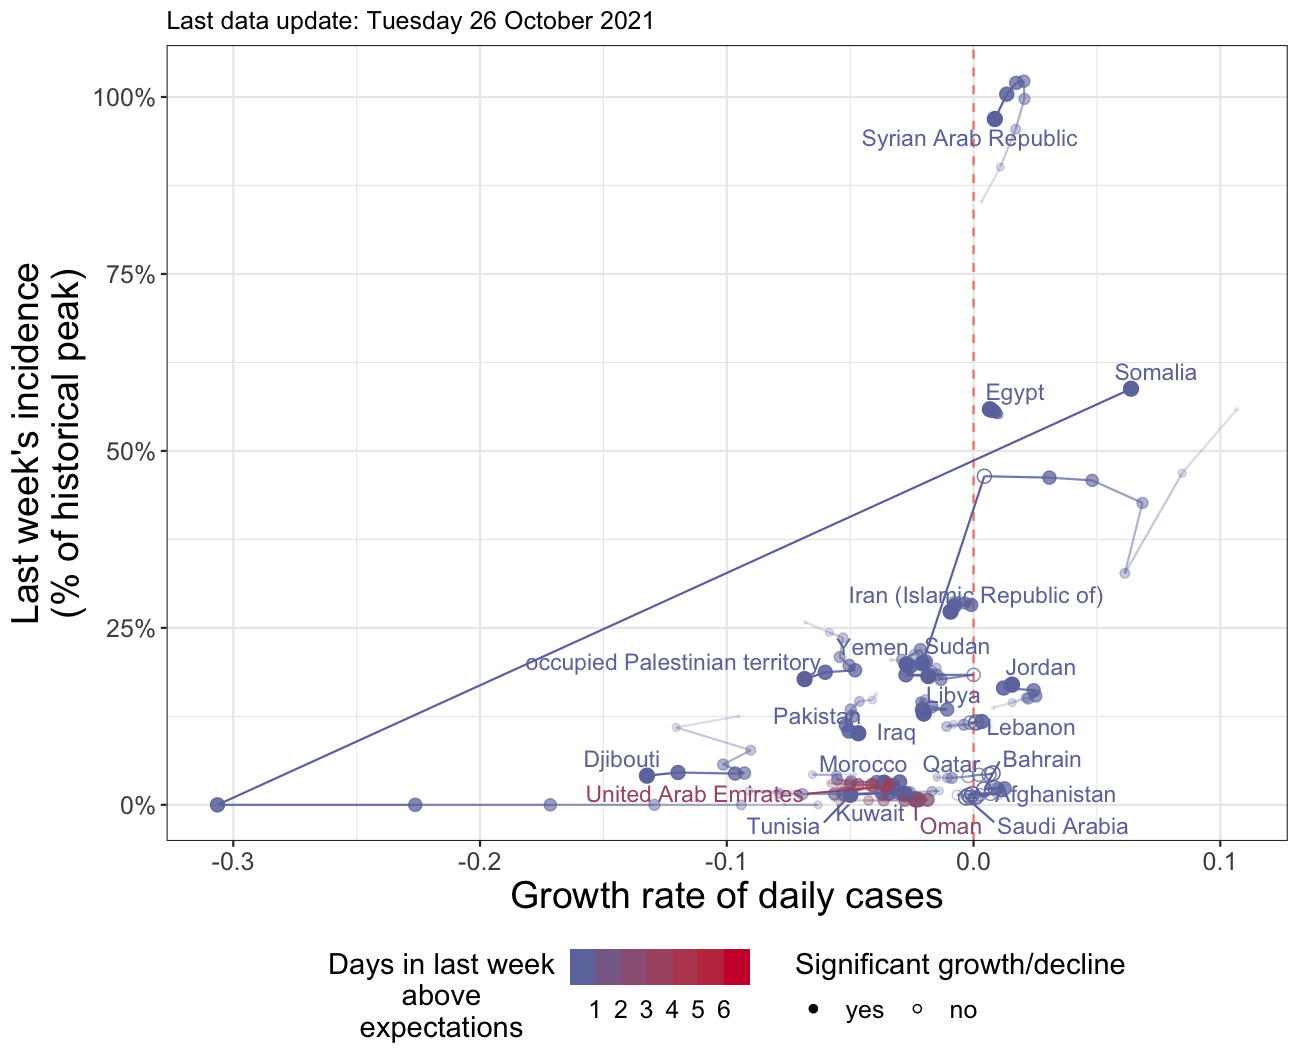 Last data update: Tuesday 26 October 2021
Last week's incidence
(% of historical peak)
100%
75%
50%
25%
0%
Syrian Arab Republic
Somalia
Egypt
Iran (Islamic Republic of)
Yemen
Sudan
occupied Palestinian territory
Jordan
Libya
Pakistan
Iraq
Lebanon
Djibouti
Morocco
Qatar
Bahrain
United Arab Emirates
Afghanistan
Kuwait
Tunisia
Oman
Saudi Arabia
-0.3
-0.2
-0.1
0.0
0.1
Growth rate of daily cases
Days in last week
above
expectations
1 2 3 4 5 6
Significant growth/decline
yes
no